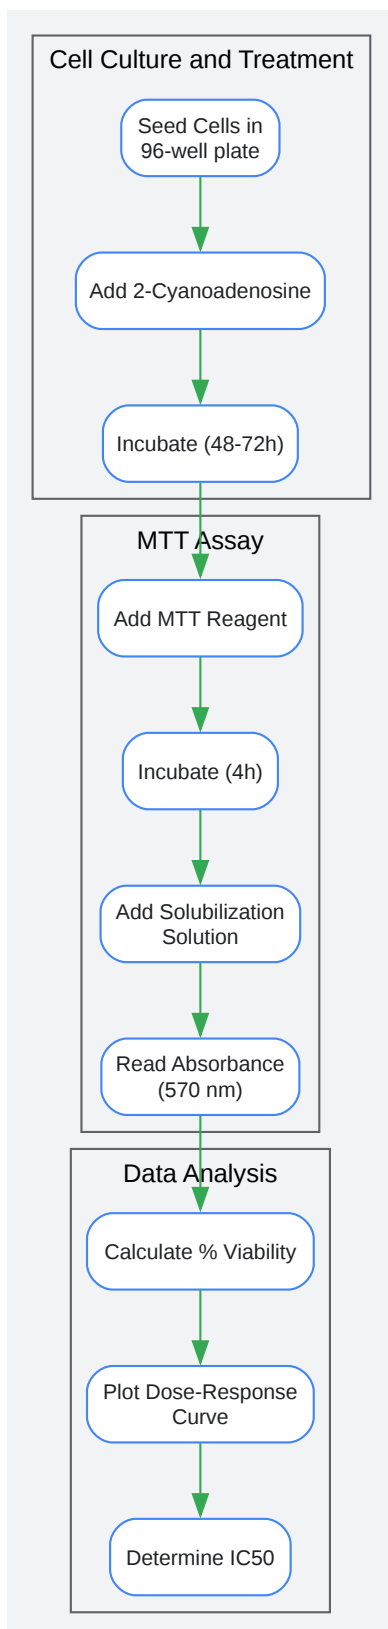 Cell Culture and Treatment
Seed Cells in
96-well plate
Add 2-Cyanoadenosine
Incubate (48-72h)
MTT Assay
Add MTT Reagent
Incubate (4h)
Add Solubilization
Solution
Read Absorbance
(570 nm)
Data Analysis
Calculate % Viability
Plot Dose-Response
Curve
Determine IC50